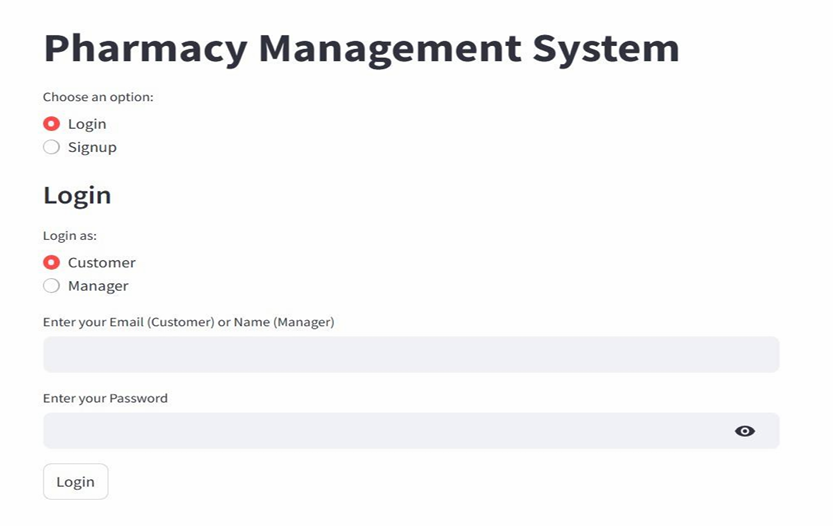 Pharmacy Management System
Choose an option:
Login
Signup
Login
Login as:
Customer
Manager
Enter your Email (Customer) or Name (Manager)
Enter your Password
Login